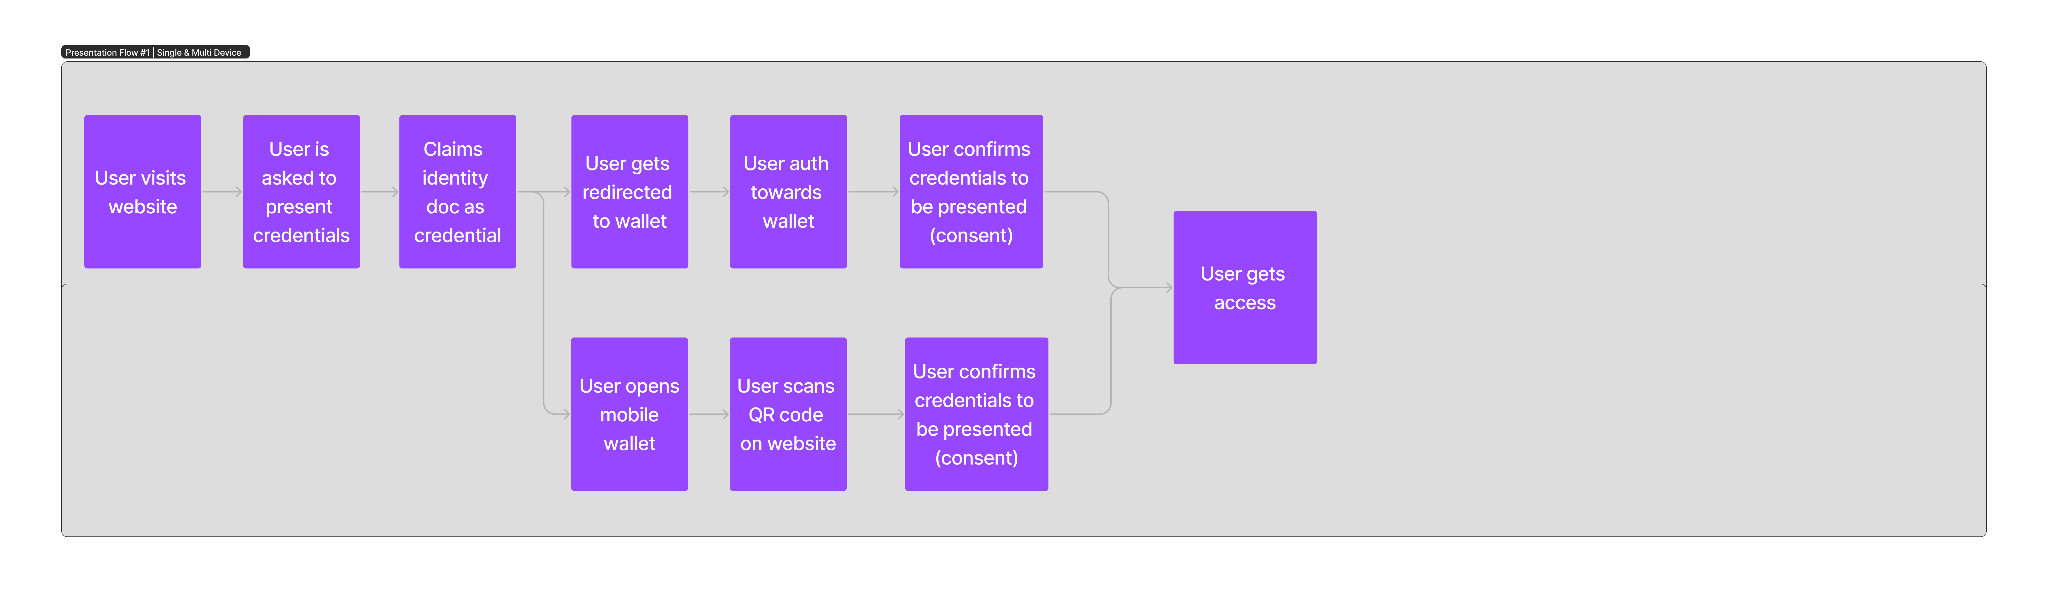 Presentation Flow #1 | Single & Multi Device
User visits
website
User is
asked to
present
credentials
Claims
identity
doc as
credential
User gets
redirected
to wallet
User auth
towards
wallet
User confirms
credentials to
be presented
(consent)
User gets
access
User opens
mobile
wallet
User scans
QR code
on website
User confirms
credentials to
be presented
(consent)